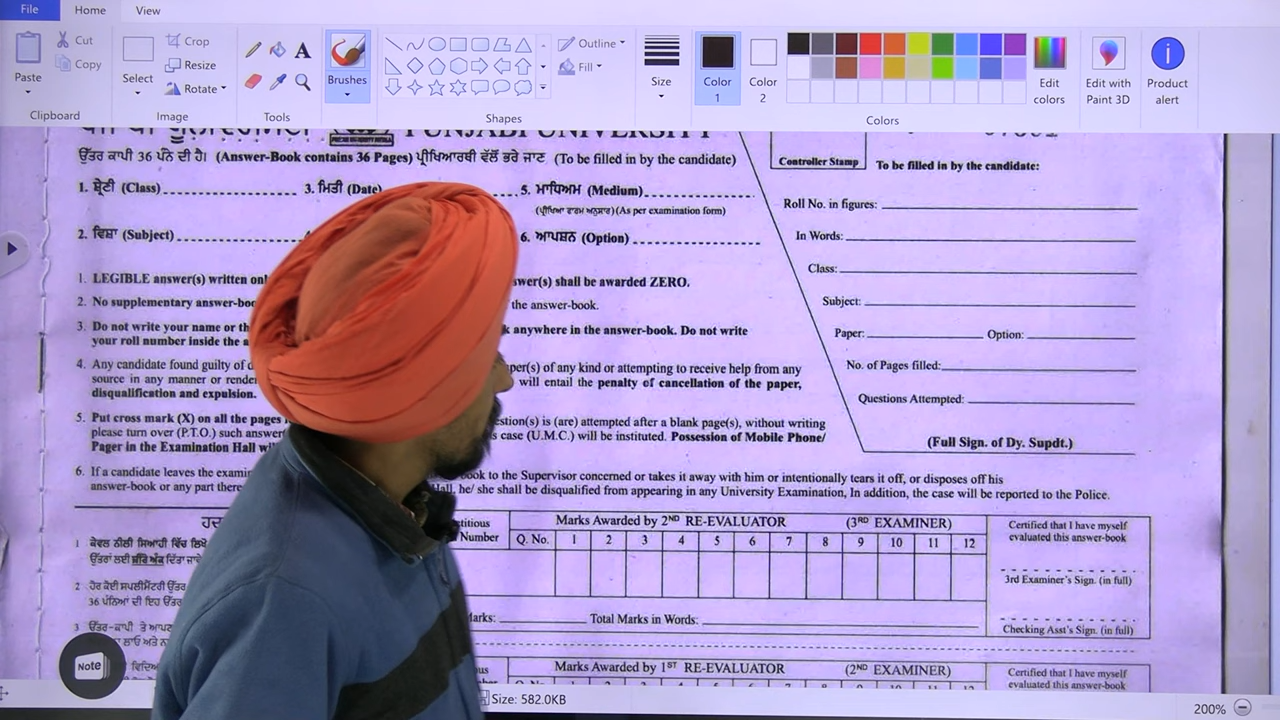 File
Home
View
Cut
Copy
Paste
Clipboard
Crop
Resize
Rotate
Select
Image
Tools
Brushes
Shapes
Outline
Fill
Size
Color 1
Color 2
Colors
Edit colors
Edit with Paint 3D
Product alert
PUNJABI UNIVERSITY
ਉੱਤਰ ਕਾਪੀ 36 ਪੰਨੇ ਦੀ ਹੈ। (Answer-Book contains 36 Pages) ਪ੍ਰੀਖਿਆਰਥੀ ਵੱਲੋਂ ਭਰੇ ਜਾਣ (To be filled in by the candidate)
1. ਸ਼੍ਰੇਣੀ (Class)
3. ਮਿਤੀ (Date)
5. ਮਾਧਿਅਮ (Medium)
(ਪ੍ਰੀਖਿਆ ਫਾਰਮ ਅਨੁਸਾਰ) (As per examination form)
2. ਵਿਸ਼ਾ (Subject)
6. ਆਪਸ਼ਨ (Option)
Controller Stamp
To be filled in by the candidate:
Roll No. in figures:
In Words:
Class:
Subject:
Paper: Option:
No. of Pages filled:
Questions Attempted:
(Full Sign. of Dy. Supdt.)
1. LEGIBLE answer(s) written shall be awarded ZERO.
2. No supplementary the answer-book.
3. Do not write your name or anywhere in the answer-book. Do not write
your roll number inside the
4. Any candidate found guilty of of any kind or attempting to receive help from any
source in any manner or will entail the penalty of cancellation of the paper,
disqualification and expulsion.
5. Put cross mark (X) on all the pages is (are) attempted after a blank page(s), without writing
please turn over (P.T.O.) such case (U.M.C.) will be instituted. Possession of Mobile Phone/
Pager in the Examination Hall
6. If a candidate leaves the to the Supervisor concerned or takes it away with him or intentionally tears it off, or disposes off his
answer-book or any part he/ she shall be disqualified from appearing in any University Examination, In addition, the case will be reported to the Police.
1 ਕੇਵਲ ਨੀਲੀ ਸਿਆਹੀ ਵਿੱਚ
ਉੱਤਰਾਂ ਲਈ ਜ਼ੀਰੋ ਅੰਕ ਦਿੱਤਾ
2 ਹੋਰ ਕੋਈ ਸਪਲੀਮੈਂਟਰੀ
36 ਪੰਨਿਆਂ ਦੀ ਇਹ
3 ਉੱਤਰ-ਕਾਪੀ ਤੇ
Number
Marks Awarded by 2ND RE-EVALUATOR (3RD EXAMINER)
Q. No. 1 2 3 4 5 6 7 8 9 10 11 12
Total Marks in Words:
Certified that I have myself
evaluated this answer-book
3rd Examiner's Sign. (in full)
Checking Asst's Sign. (in full)
Marks Awarded by 1ST RE-EVALUATOR (2ND EXAMINER)
Certified that I have myself
evaluated this answer-book
Note
Size: 582.0KB
200%